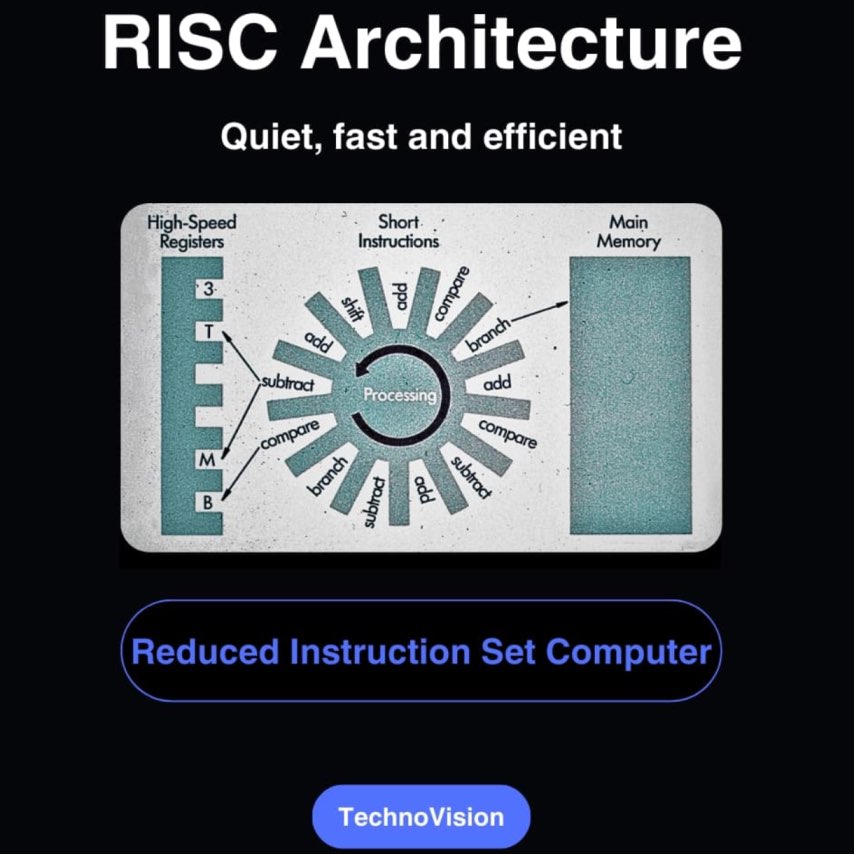 RISC Architecture
Quiet, fast and efficient
High-Speed
Registers
Short
Instructions
Main
Memory
3
T
M
B
shift
add
compare
branch
add
compare
subtract
add
subtract
branch
compare
subtract
add
Processing
Reduced Instruction Set Computer
TechnoVision